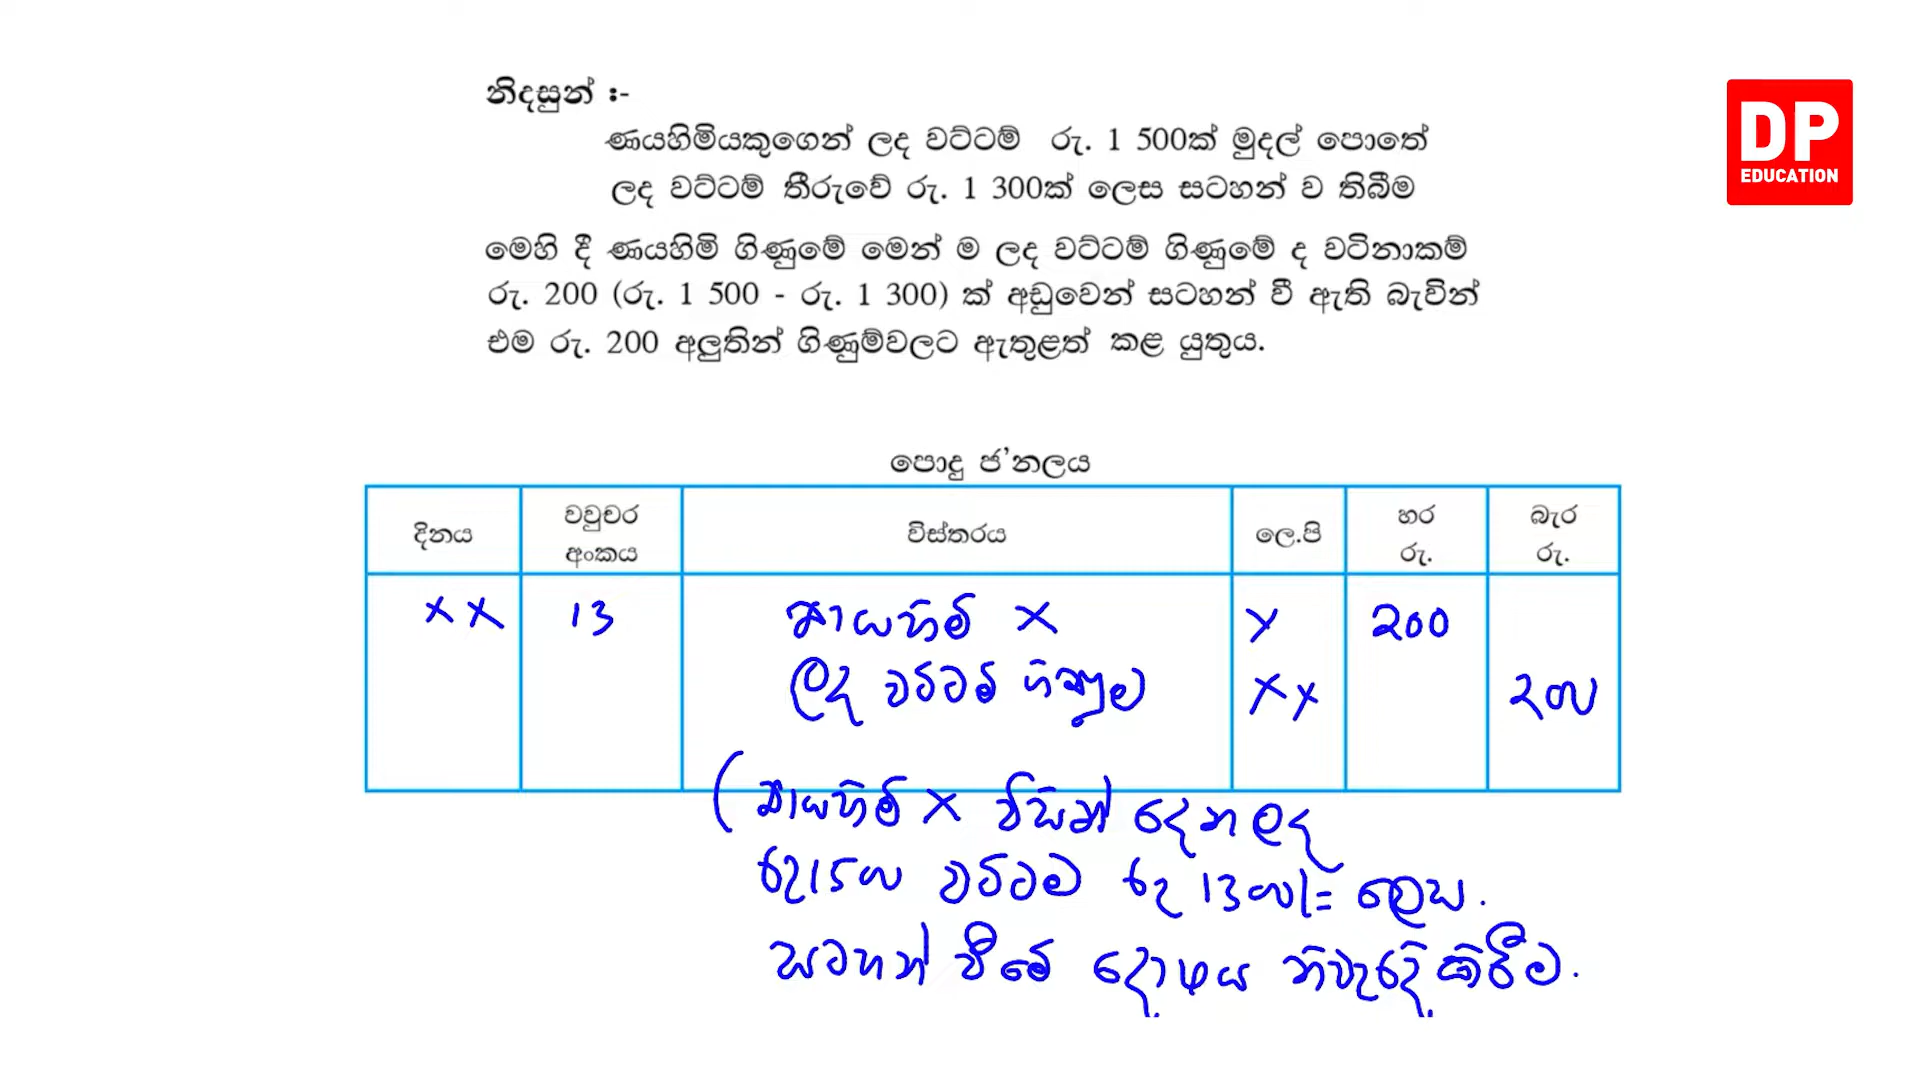 නිදසුන් :-
ණයහිමියකුගෙන් ලද වට්ටම් රු. 1 500ක් මුදල් පොතේ
ලද වට්ටම් තීරුවේ රු. 1 300ක් ලෙස සටහන් ව තිබීම
මෙහි දී ණයහිමි ගිණුමේ මෙන් ම ලද වට්ටම් ගිණුමේ ද වටිනාකම්
රු. 200 (රු. 1 500 - රු. 1 300) ක් අඩුවෙන් සටහන් වී ඇති බැවින්
එම රු. 200 අලුතින් ගිණුම්වලට ඇතුළත් කළ යුතුය.
DP
EDUCATION
පොදු ජ'නලය
දිනය වවුචර අංකය විස්තරය ලෙ.පි හර රු. බැර රු.
×× 13 ණයහිමි × × 200
ලද වට්ටම් ගිණුම ×× 200
(ණයහිමි × විසින් දෙන ලද
රු1500 වට්ටම රු 1300/= ලෙස.
සටහන් වීමේ දෝෂය නිවැරදි කිරීම.